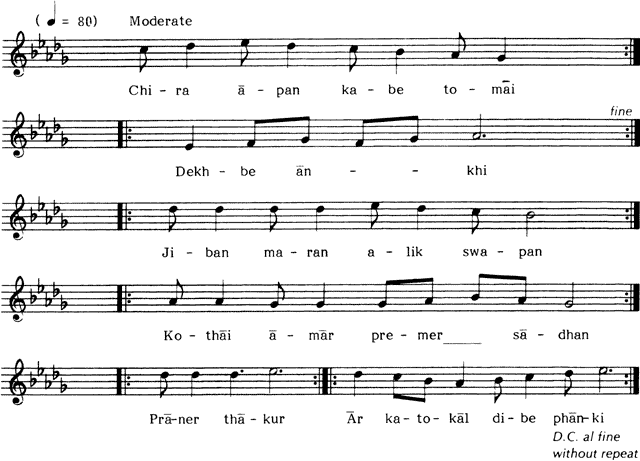 ( ♩ = 80) Moderate
Chi - ra ā - pan ka - be to - māi
fine
Dekh - be ān - - - khi
Ji - ban ma - ran a - lik swa - pan
Ko - thāi ā - mār pre - mer_____ sā - dhan
Prā - ner thā - kur Ār ka - to - kāl di - be phān - ki
D.C. al fine
without repeat